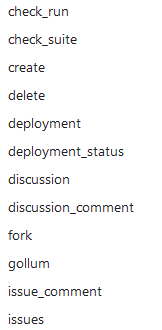 check_run
check_suite
create
delete
deployment
deployment_status
discussion
discussion_comment
fork
gollum
issue_comment
issues